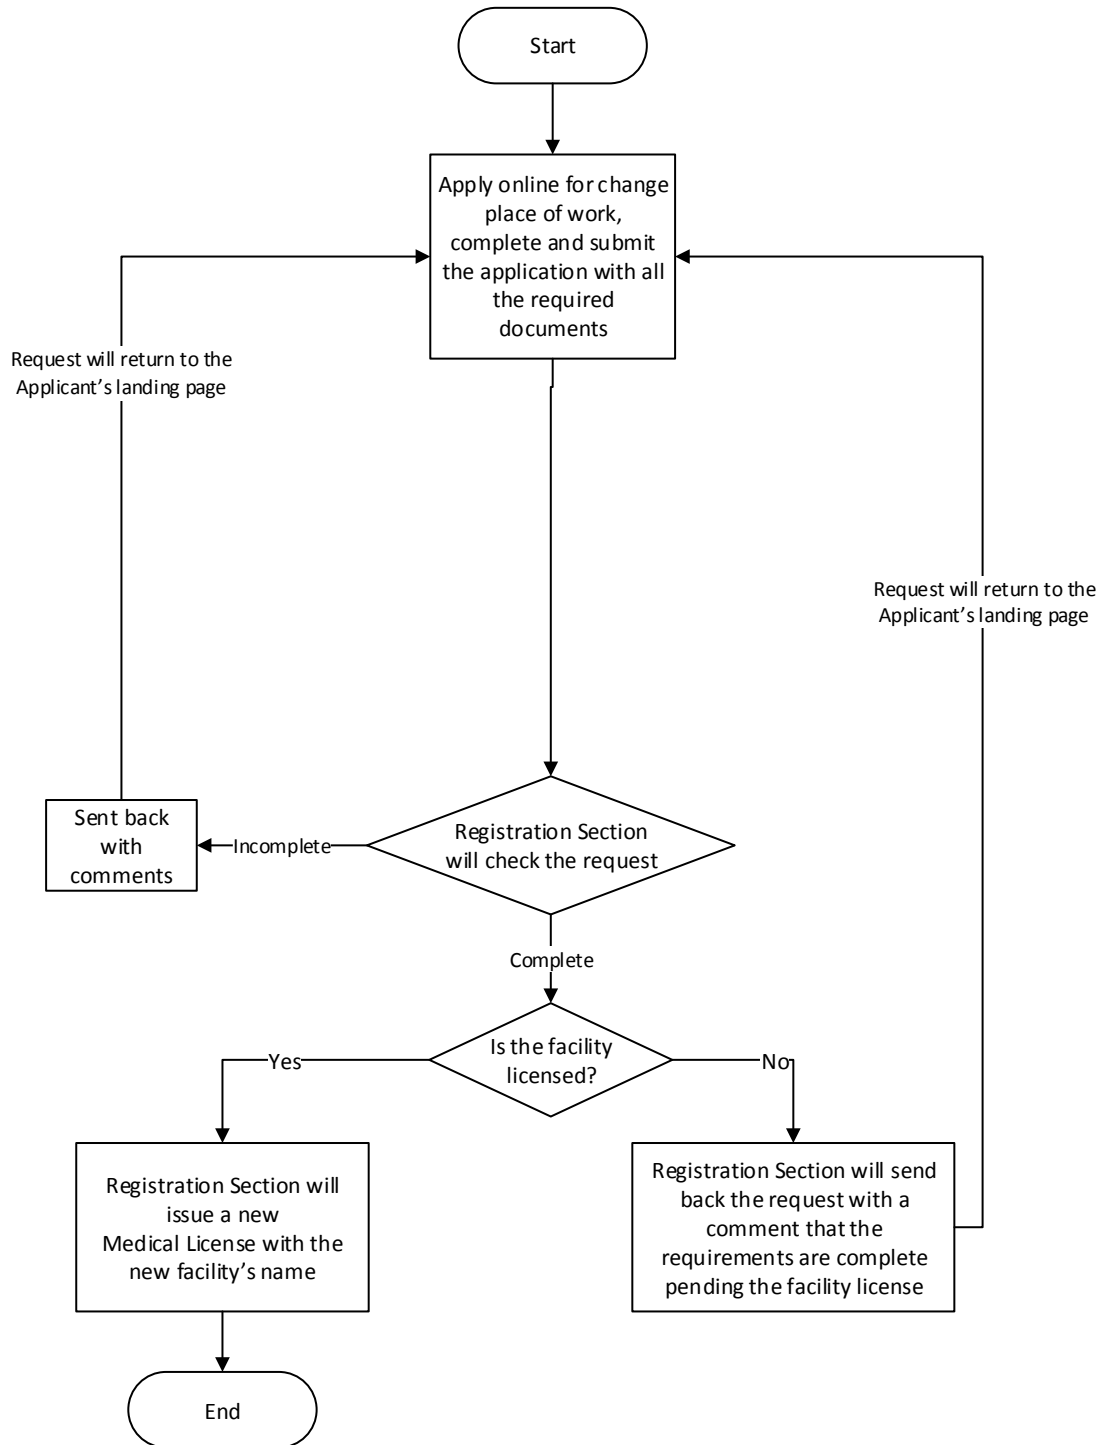 Start
Apply online for change
place of work,
complete and submit
the application with all
the required
documents
Request will return to the
Applicant's landing page
Request will return to the
Applicant's landing page
Sent back
with
comments
Incomplete
Registration Section
will check the request
Complete
Is the facility
licensed?
Yes
No
Registration Section will
issue a new
Medical License with the
new facility's name
Registration Section will send
back the request with a
comment that the
requirements are complete
pending the facility license
End